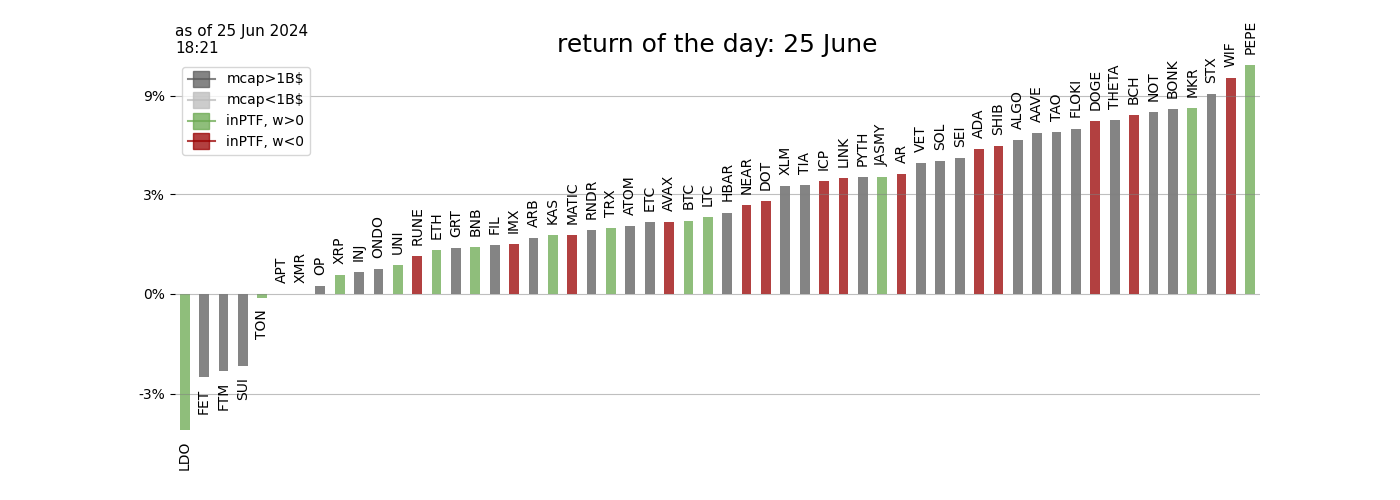 as of 25 Jun 2024
18:21
return of the day: 25 June
mcap>1B$
mcap<1B$
inPTF, w>0
inPTF, w<0
9%
3%
0%
-3%
LDO
FET
FTM
SUI
TON
APT
XMR
OP
XRP
INJ
ONDO
UNI
RUNE
ETH
GRT
BNB
FIL
IMX
ARB
KAS
MATIC
RNDR
TRX
ATOM
ETC
AVAX
BTC
LTC
HBAR
NEAR
DOT
XLM
TIA
ICP
LINK
PYTH
JASMY
AR
VET
SOL
SEI
ADA
SHIB
ALGO
AAVE
TAO
FLOKI
DOGE
THETA
BCH
NOT
BONK
MKR
STX
WIF
PEPE